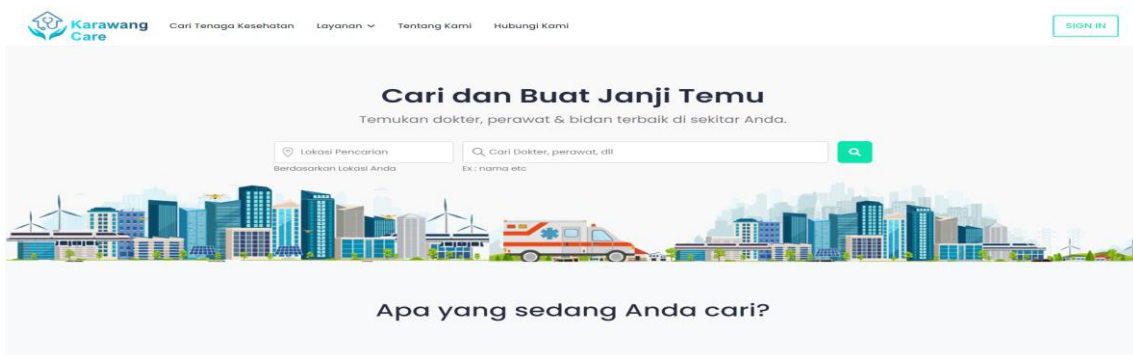 Karawang
Care
Cari Tenaga Kesehatan Layanan Tentang Kami Hubungi Kami
SIGN IN
Cari dan Buat Janji Temu
Temukan dokter, perawat & bidan terbaik di sekitar Anda.
Lokasi Pencarian
Cari Dokter, perawat, dll
Berdasarkan Lokasi Anda
Ex : nama etc
Apa yang sedang Anda cari?